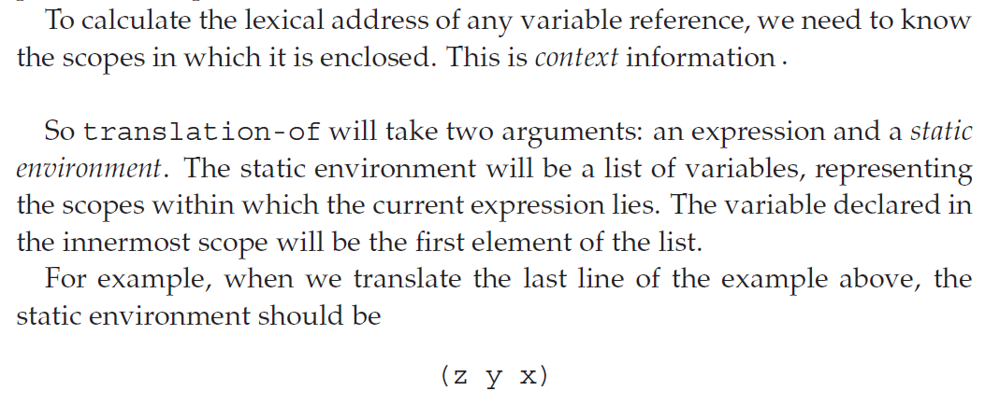 To calculate the lexical address of any variable reference, we need to know
the scopes in which it is enclosed. This is context information .
So translation-of will take two arguments: an expression and a static
environment. The static environment will be a list of variables, representing
the scopes within which the current expression lies. The variable declared in
the innermost scope will be the first element of the list.
For example, when we translate the last line of the example above, the
static environment should be
(z y x)